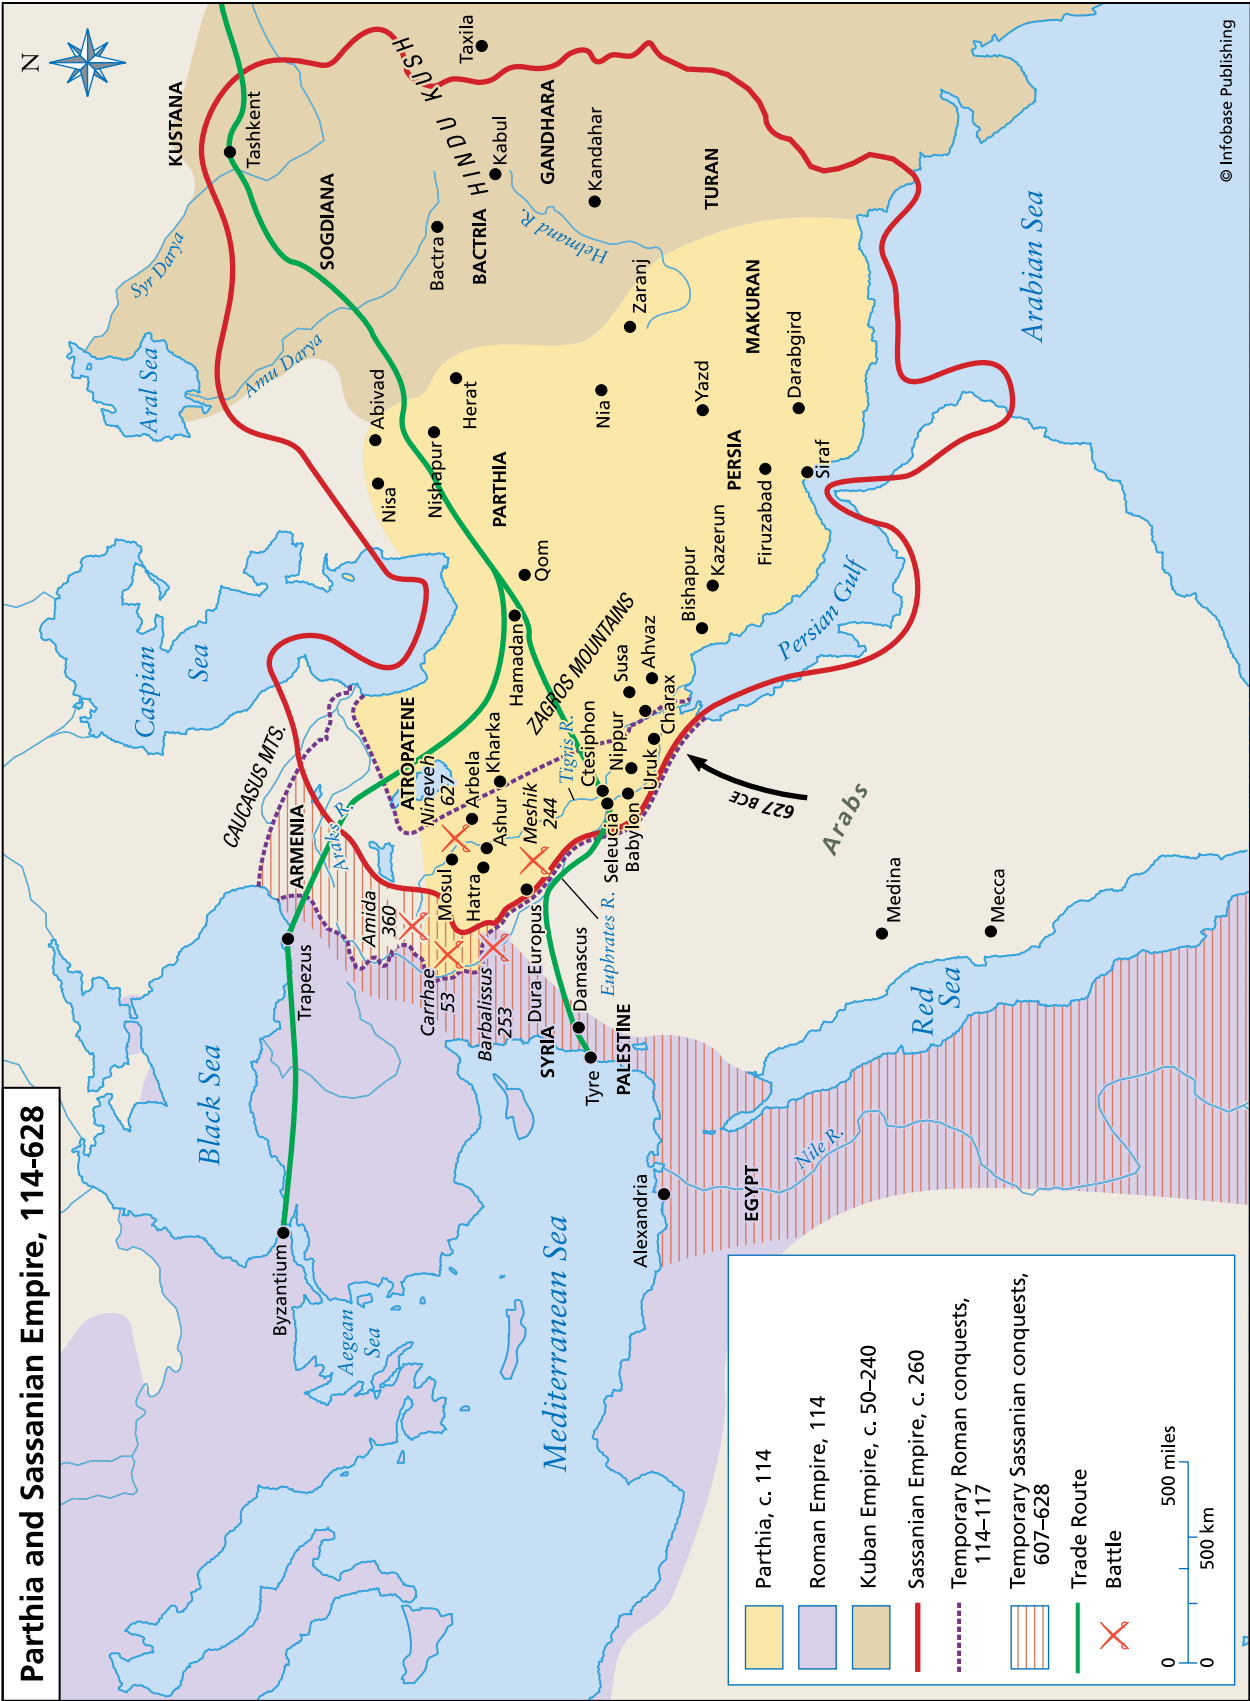 Parthia and Sassanian Empire, 114-628
N
KUSTANA
Tashkent
Syr Darya
SOGDIANA
Aral Sea
Amu Darya
HINDU KUSH
Taxila
Kabul
GANDHARA
Kandahar
TURAN
Bactra
BACTRIA
Helmand R.
Zaranj
MAKURAN
Arabian Sea
Abivad
Herat
Nisa
Nishapur
PARTHIA
Nia
Yazd
Darabgird
PERSIA
Siraf
Firuzabad
Kazerun
Bishapur
Qom
Hamadan
ZAGROS MOUNTAINS
Persian Gulf
Susa
Ahvaz
Charax
Caspian
Sea
CAUCASUS MTS.
ATROPATENE
Kharka
Tigris R.
Ctesiphon
Nippur
Uruk
Nineveh
627
Arbela
Ashur
Meshik
244
Seleucia
Babylon
627 BCE
Arabs
ARMENIA
Araks R.
Amida
360
Mosul
Hatra
Carrhae
53
Barbalissus
253
Dura Europus
Euphrates R.
Damascus
SYRIA
Tyre
PALESTINE
Medina
Mecca
Red
Sea
Trapezus
Black Sea
Byzantium
Aegean
Sea
Mediterranean Sea
Alexandria
EGYPT
Nile R.
Parthia, c. 114
Roman Empire, 114
Kuban Empire, c. 50–240
Sassanian Empire, c. 260
Temporary Roman conquests,
114–117
Temporary Sassanian conquests,
607–628
Trade Route
Battle
0 500 miles
0 500 km
© Infobase Publishing